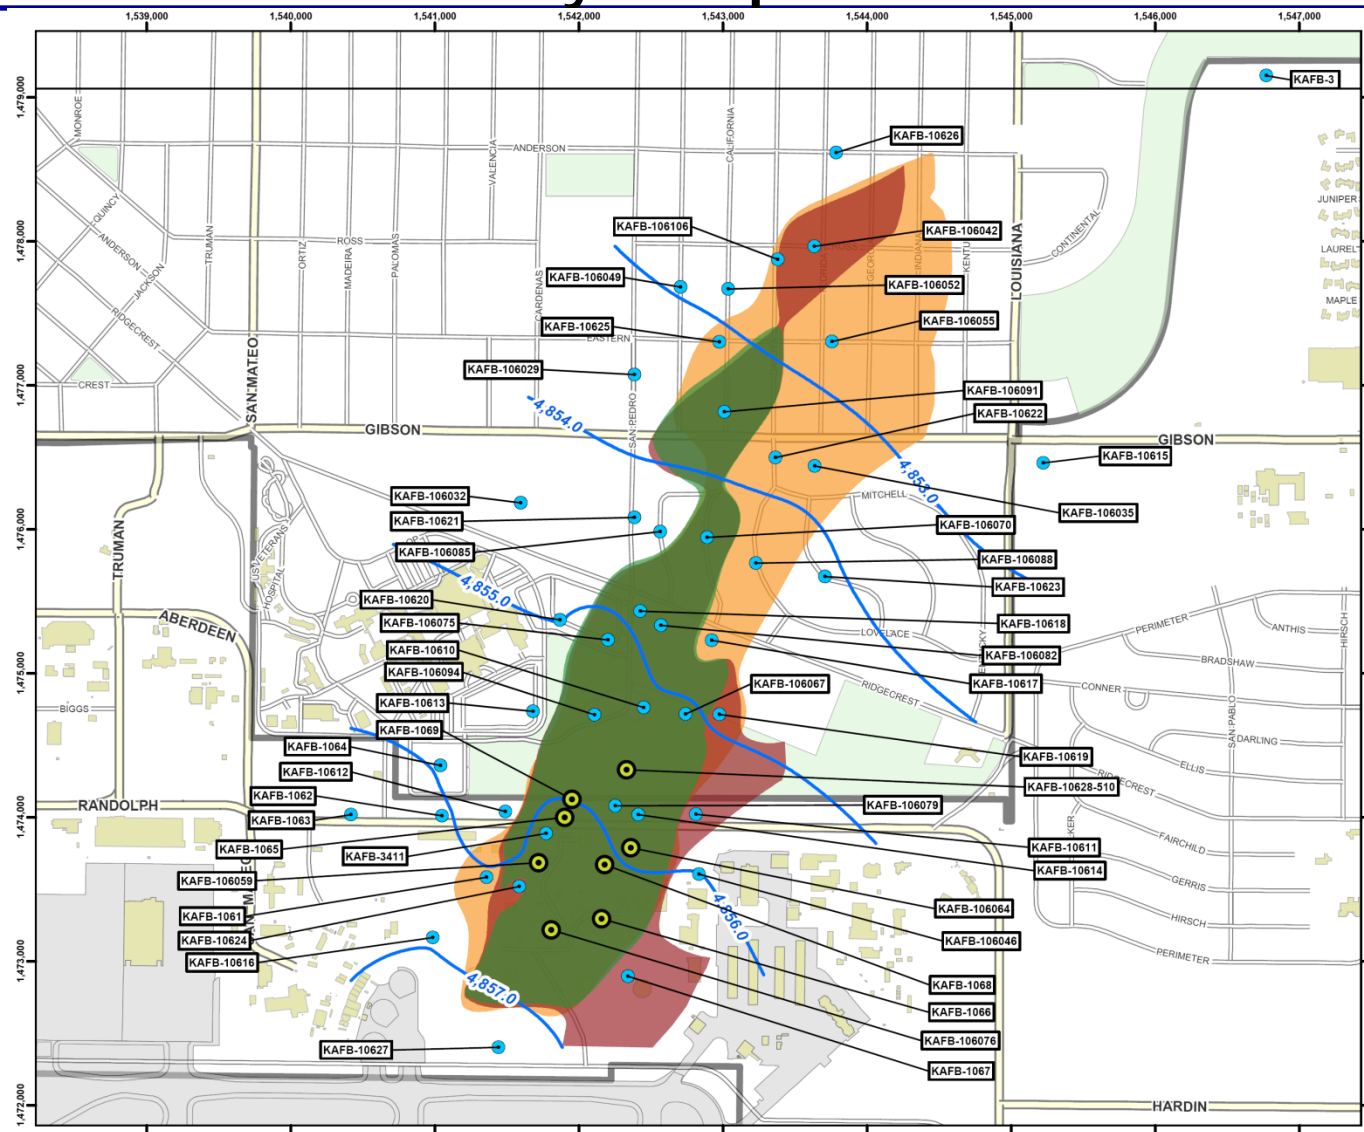 1,539,000
1,540,000
1,541,000
1,542,000
1,543,000
1,544,000
1,545,000
1,546,000
1,547,000
KAFB-3
1,479,000
MONROE
CALIFORNIA
KAFB-10626
VALENCIA
ANDERSON
QUINCY
JUNIPER
KAFB-106106
KAFB-106042
CONTINENTAL
1,478,000
ANDERSON
TRUMAN
ORTIZ
ROSS
MADEIRA
PALOMAS
LOUISIANA
LAUREL
JACKSON
KAFB-106049
KAFB-106052
CARDENAS
MAPLE
RIDGECREST
KAFB-10625
KAFB-106055
EASTERN
SAN MATEO
KAFB-106029
1,477,000
CREST
KAFB-106091
4,854.0
SAN PEDRO
KAFB-10622
GIBSON
GIBSON
KAFB-10615
4,853.0
KAFB-106032
MITCHELL
KAFB-106035
1,476,000
KAFB-10621
KAFB-106070
TRUMAN
US VETERANS
HOSPITAL
KAFB-106085
KAFB-106088
4,855.0
KAFB-10623
KAFB-10620
ABERDEEN
KAFB-106075
KAFB-10618
HIRSCH
PERIMETER
ANTHIS
LOVELACE
KAFB-10610
KAFB-106082
1,475,000
KAFB-106094
BRADSHAW
KAFB-106067
KAFB-10617
CONNER
RIDGECREST
BIGGS
KAFB-10613
KAFB-1069
SAN PABLO
DARLING
KAFB-1064
KAFB-10619
ELLIS
KAFB-10612
KAFB-10628-510
RIDGECREST
KAFB-1062
RANDOLPH
KAFB-106079
1,474,000
KAFB-1063
FAIRCHILD
KAFB-1065
KAFB-3411
KAFB-10611
KAFB-10614
KAFB-106059
GERRIS
KAFB-1061
KAFB-106064
HIRSCH
4,856.0
KAFB-10624
KAFB-106046
PERIMETER
KAFB-10616
1,473,000
KAFB-1068
4,857.0
KAFB-1066
KAFB-106076
KAFB-10627
KAFB-1067
1,472,000
HARDIN